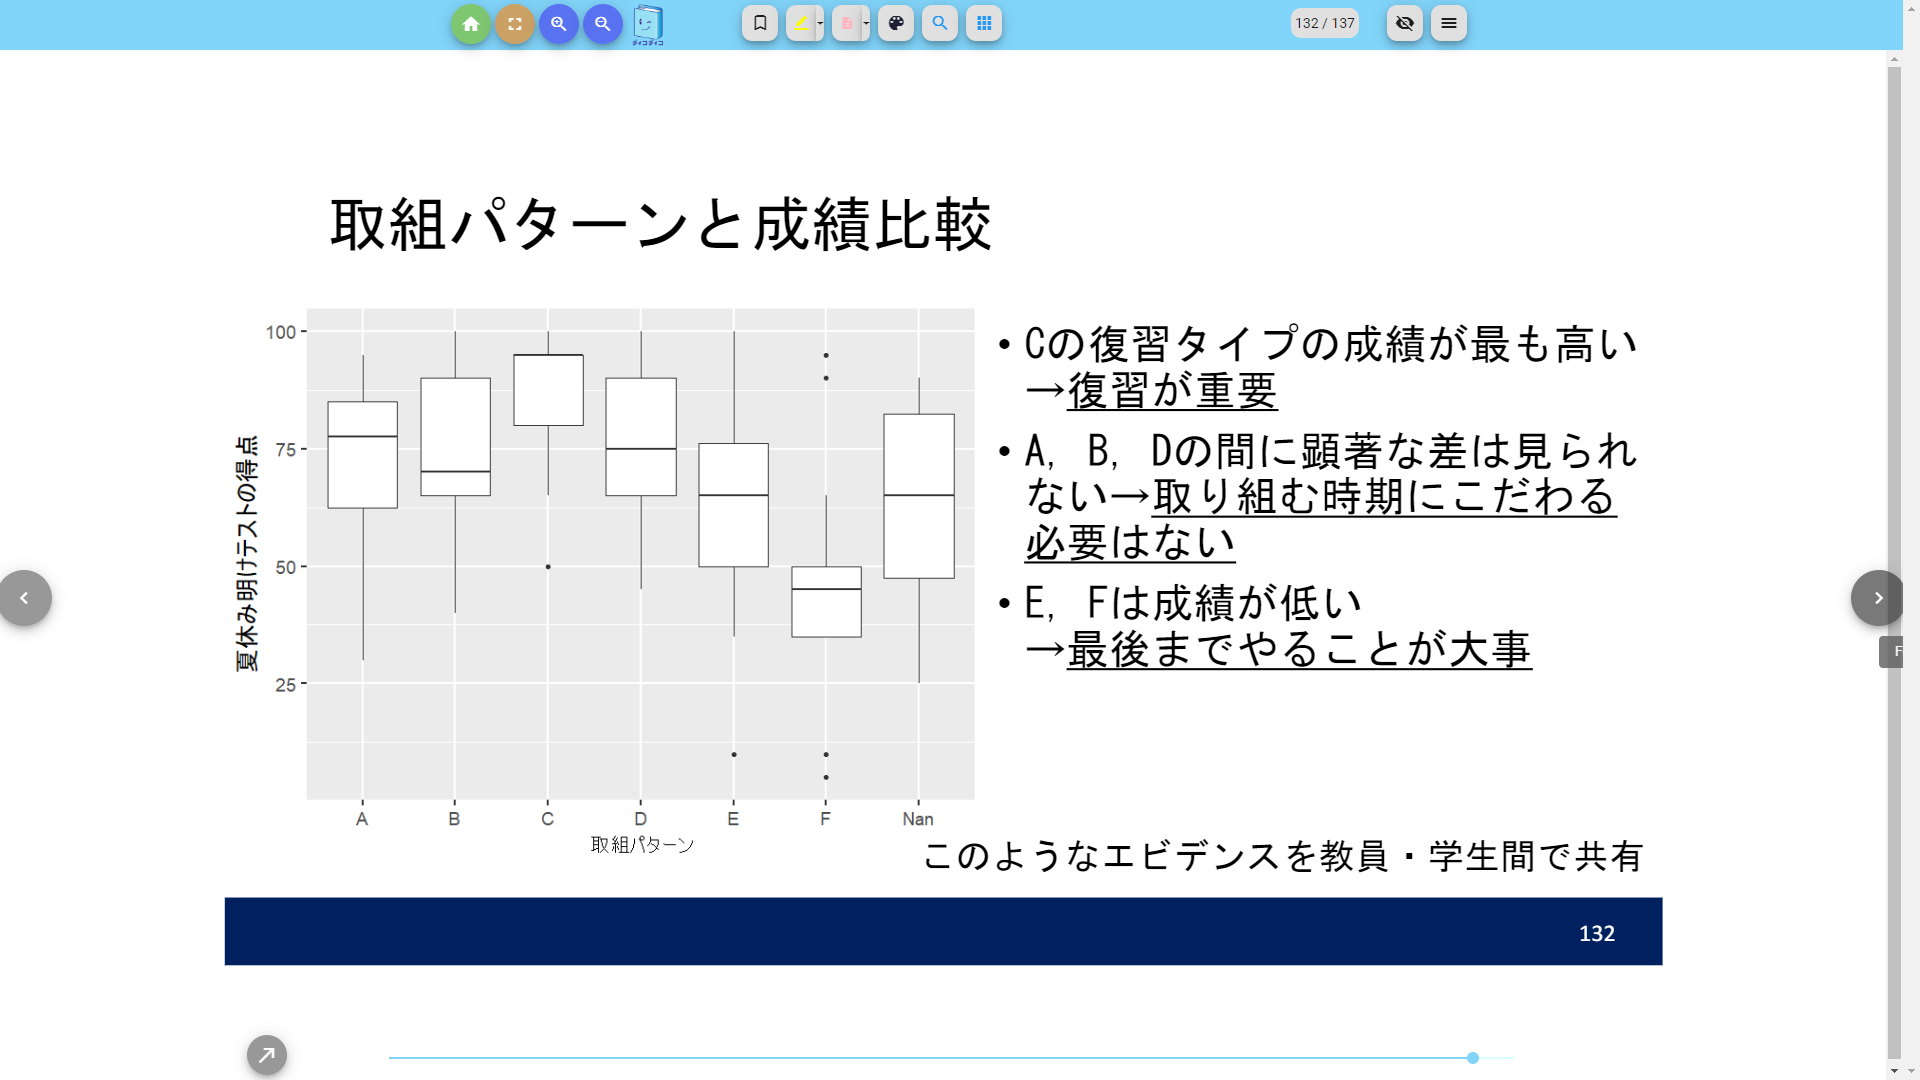 132 / 137
取組パターンと成績比較
100
75
50
25
夏休み明けテストの得点
A B C D E F Nan
取組パターン
• Cの復習タイプの成績が最も高い
→復習が重要
• A, B, Dの間に顕著な差は見られ
ない→取り組む時期にこだわる
必要はない
• E, Fは成績が低い
→最後までやることが大事
このようなエビデンスを教員・学生間で共有
132
F